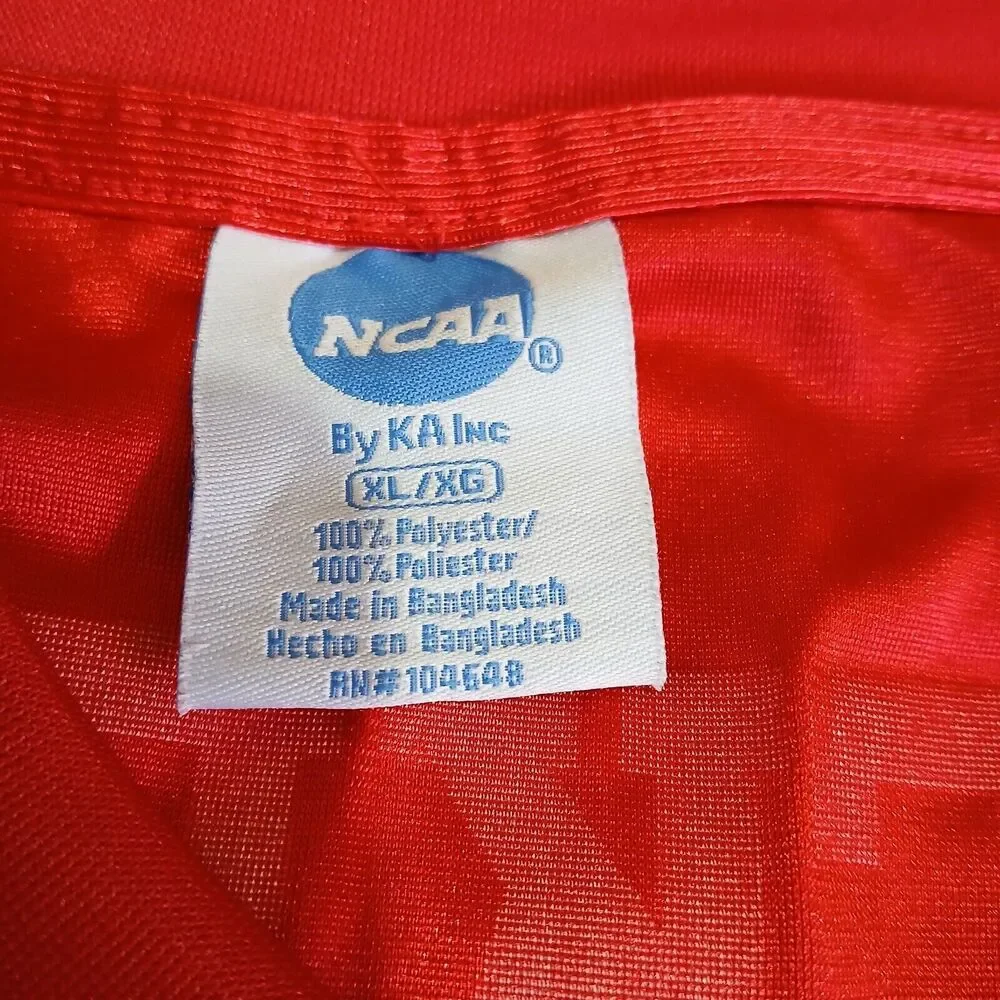 NCAA
®
By KA Inc
XL/XG
100% Polyester/
100% Poliester
Made in Bangladesh
Hecho en Bangladesh
RN# 104648